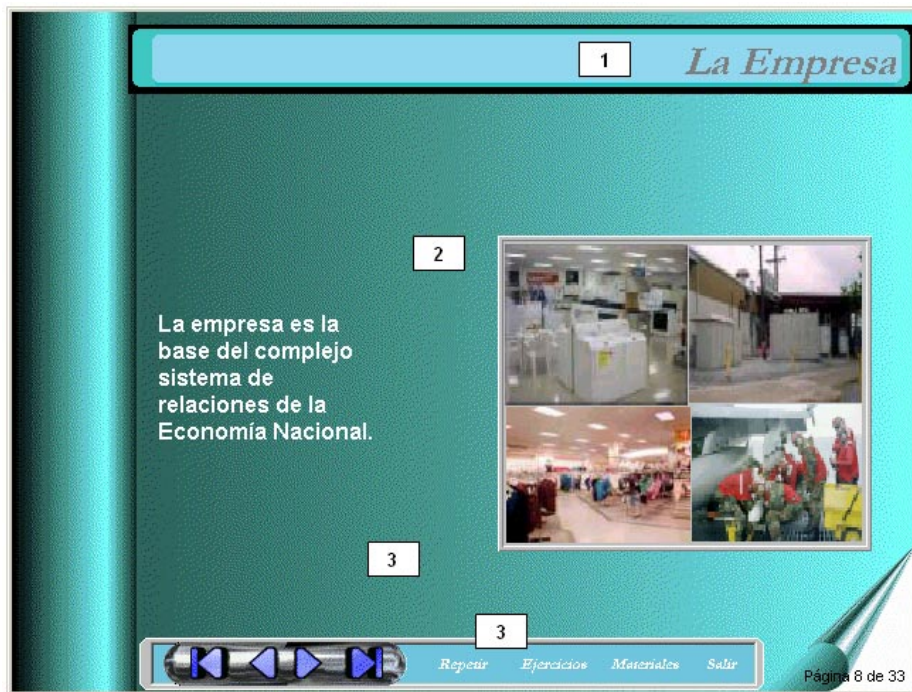 1
La Empresa
2
La empresa es la
base del complejo
sistema de
relaciones de la
Economía Nacional.
3
3
Repetir Ejercicios Materiales Salir
Página 8 de 33